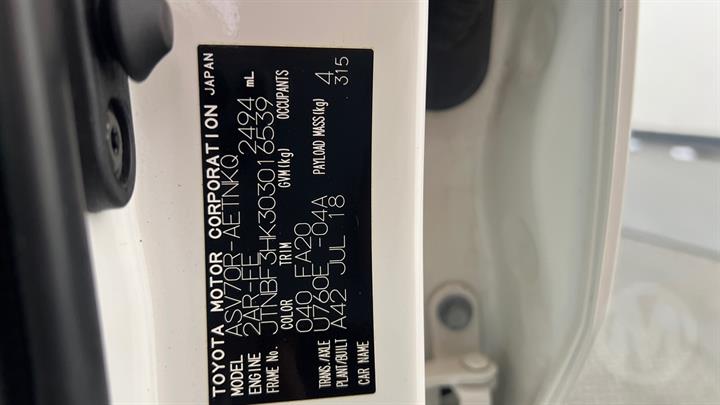 TOYOTA MOTOR CORPORATION JAPAN
MODEL ASV70R-AETNKQ
ENGINE 2AR-FE 2494 mL
FRAME No. JTNBF3HK303016539
COLOR TRIM GVM(kg) OCCUPANTS
040 FA20 4
TRANS./AXLE U760E -04A PAYLOAD MASS(kg) 315
PLANT/BUILT A42 JUL 18
CAR NAME
M